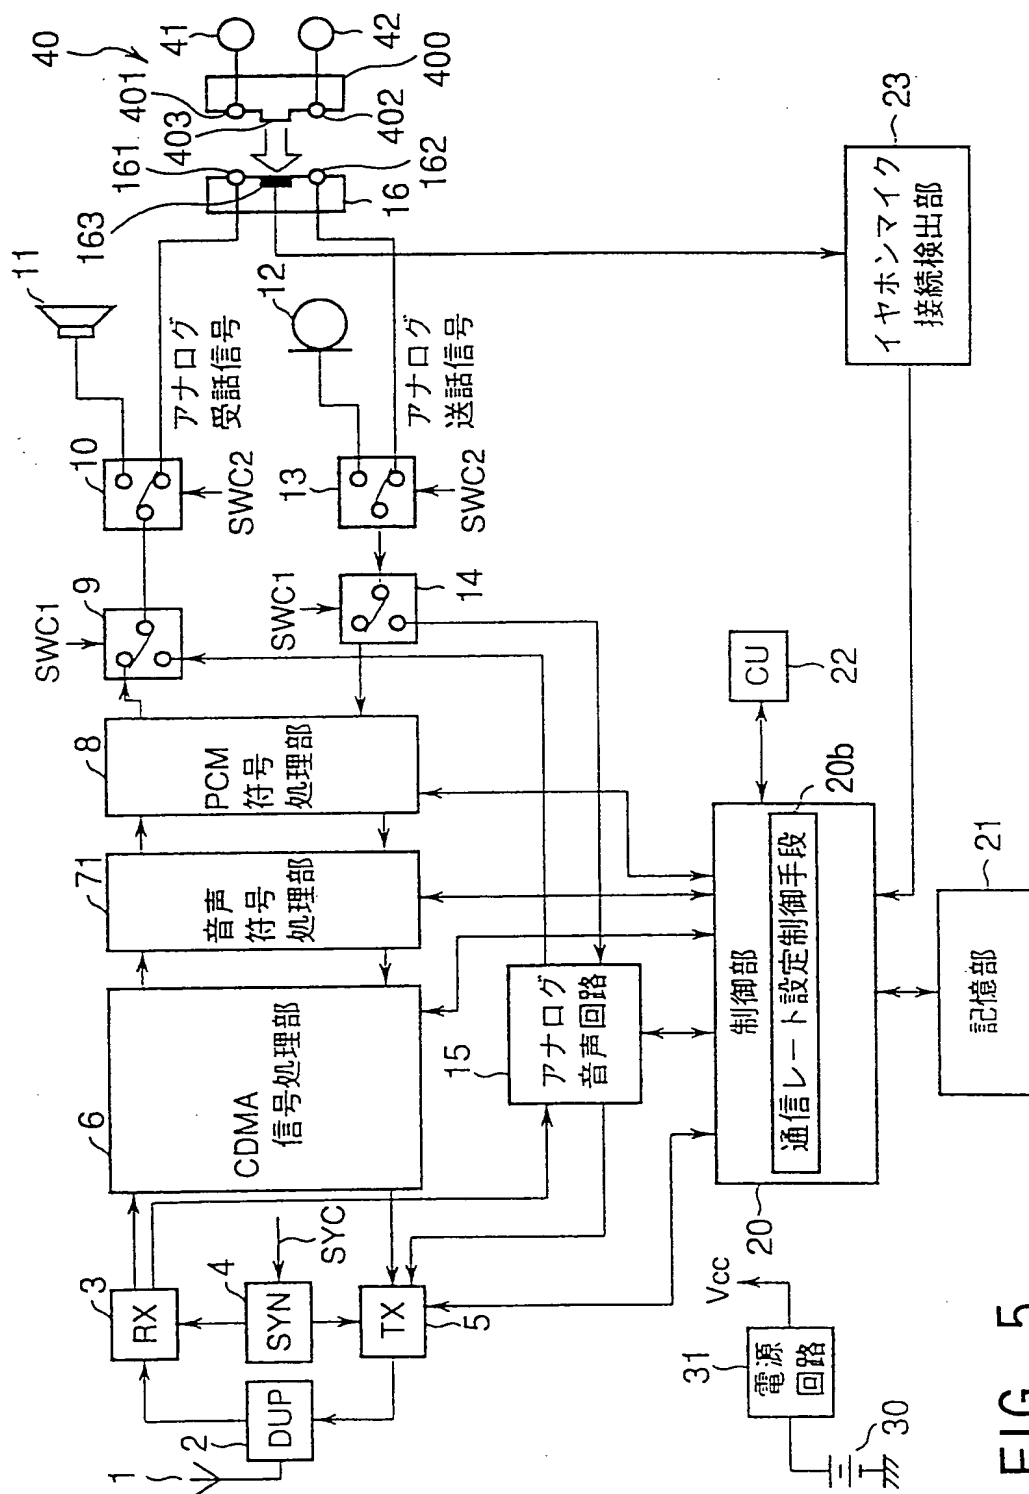 1
2
DUP
3
RX
4
SYN
SYC
TX
5
6
CDMA
信号処理部
71
音声
符号
処理部
8
PCM
符号
処理部
SWC1
9
10
SWC2
11
アナログ
受話信号
12
アナログ
送話信号
13
SWC2
SWC1
14
15
アナログ
音声回路
163
161
16
162
40
401
403
41
42
400
402
20
制御部
通信レート設定制御手段
20b
CU
22
21
記憶部
23
イヤホンマイク
接続検出部
30
31
電源
回路
Vcc
FIG. 5